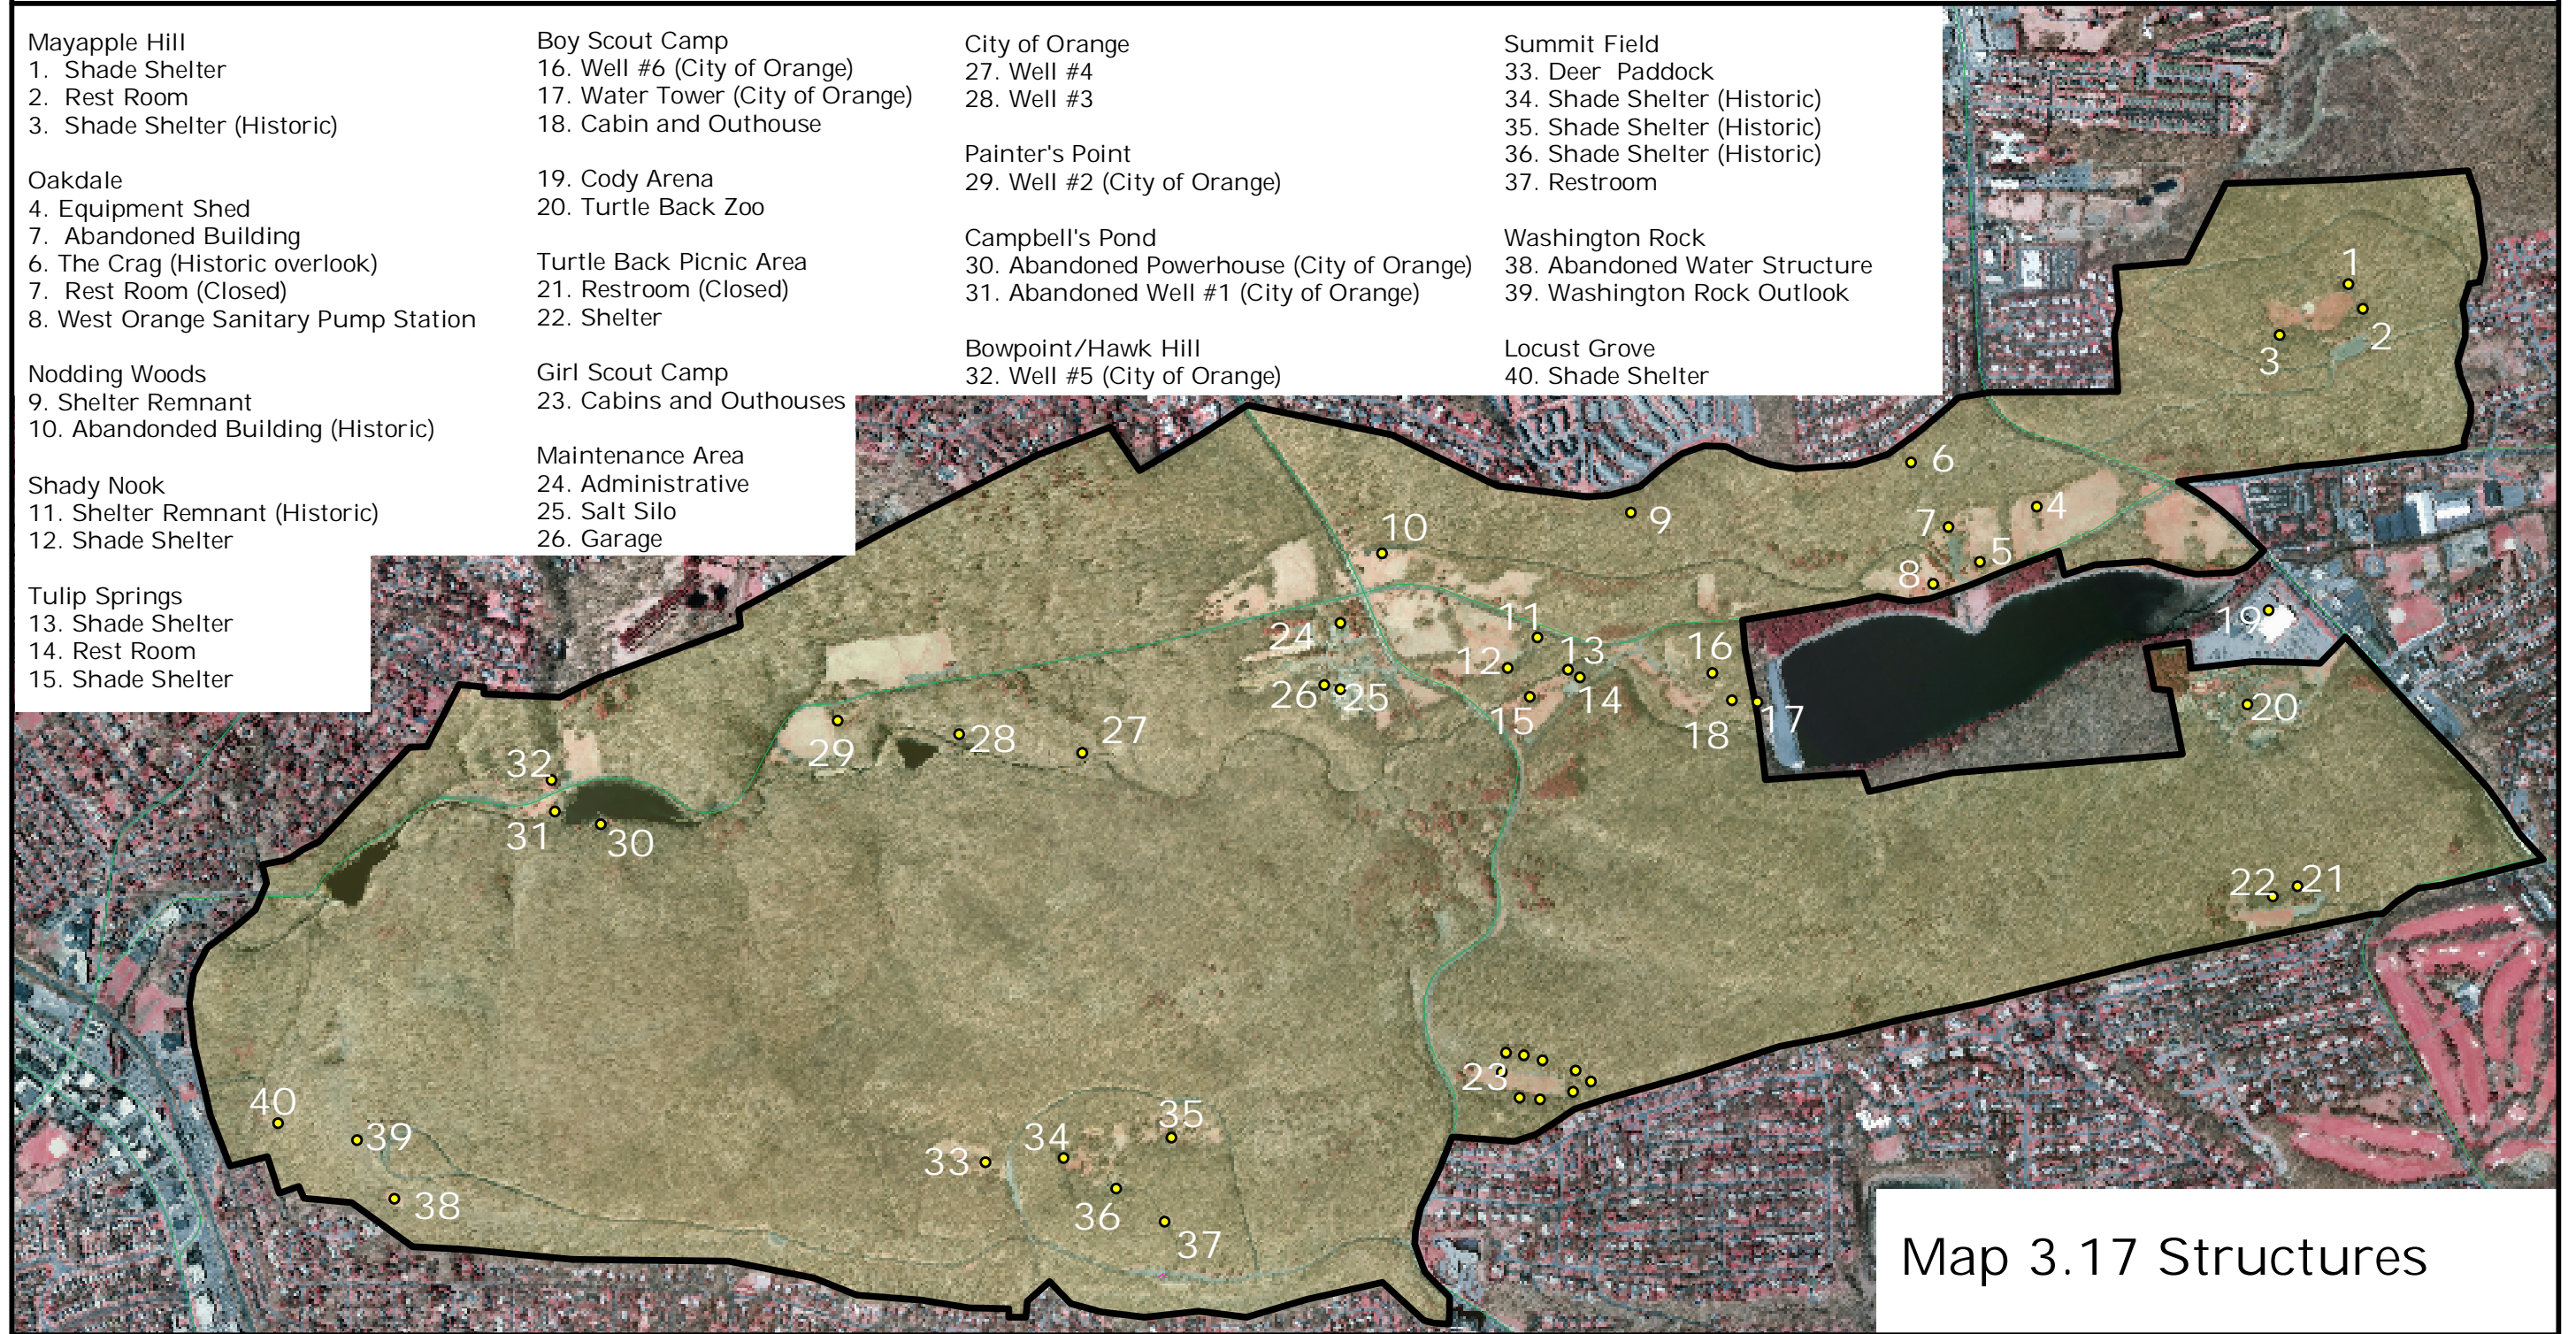 Mayapple Hill
1. Shade Shelter
2. Rest Room
3. Shade Shelter (Historic)
Oakdale
4. Equipment Shed
7. Abandoned Building
6. The Crag (Historic overlook)
7. Rest Room (Closed)
8. West Orange Sanitary Pump Station
Nodding Woods
9. Shelter Remnant
10. Abandonded Building (Historic)
Shady Nook
11. Shelter Remnant (Historic)
12. Shade Shelter
Tulip Springs
13. Shade Shelter
14. Rest Room
15. Shade Shelter
Boy Scout Camp
16. Well #6 (City of Orange)
17. Water Tower (City of Orange)
18. Cabin and Outhouse
19. Cody Arena
20. Turtle Back Zoo
Turtle Back Picnic Area
21. Restroom (Closed)
22. Shelter
Girl Scout Camp
23. Cabins and Outhouses
Maintenance Area
24. Administrative
25. Salt Silo
26. Garage
City of Orange
27. Well #4
28. Well #3
Painter's Point
29. Well #2 (City of Orange)
Campbell's Pond
30. Abandoned Powerhouse (City of Orange)
31. Abandoned Well #1 (City of Orange)
Bowpoint/Hawk Hill
32. Well #5 (City of Orange)
Summit Field
33. Deer Paddock
34. Shade Shelter (Historic)
35. Shade Shelter (Historic)
36. Shade Shelter (Historic)
37. Restroom
Washington Rock
38. Abandoned Water Structure
39. Washington Rock Outlook
Locust Grove
40. Shade Shelter
1
2
3
6
4
9
7
10
5
8
19
11
24
13
16
12
14
26
25
15
18
17
20
27
28
29
32
31
30
22
21
23
40
39
35
34
33
38
36
37
Map 3.17 Structures